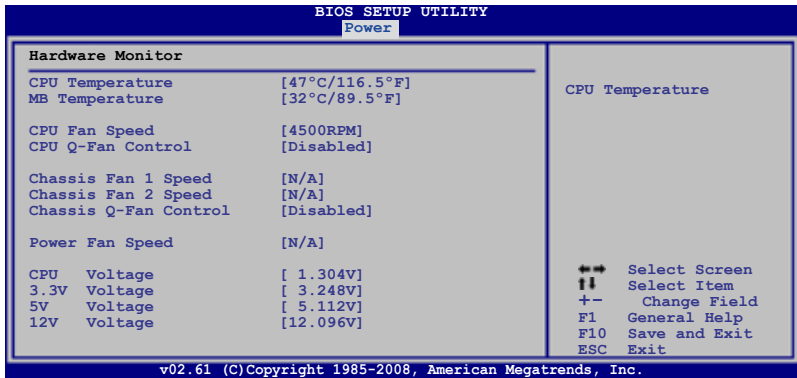 BIOS SETUP UTILITY
Power
Hardware Monitor
CPU Temperature [47°C/116.5°F]
MB Temperature [32°C/89.5°F]
CPU Fan Speed [4500RPM]
CPU Q-Fan Control [Disabled]
Chassis Fan 1 Speed [N/A]
Chassis Fan 2 Speed [N/A]
Chassis Q-Fan Control [Disabled]
Power Fan Speed [N/A]
CPU Voltage [ 1.304V]
3.3V Voltage [ 3.248V]
5V Voltage [ 5.112V]
12V Voltage [12.096V]
CPU Temperature
←→ Select Screen
↑↓ Select Item
+- Change Field
F1 General Help
F10 Save and Exit
ESC Exit
v02.61 (C)Copyright 1985-2008, American Megatrends, Inc.